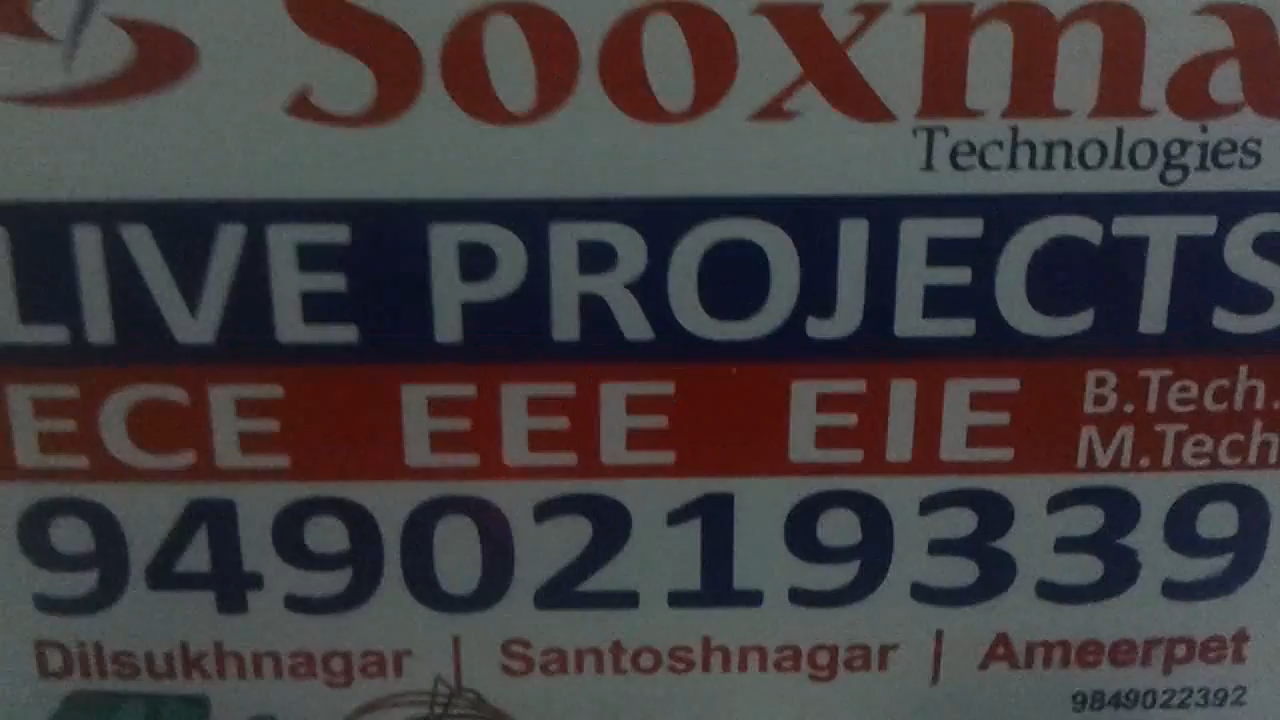 Sooxma
Technologies
LIVE PROJECTS
ECE EEE EIE B.Tech.
M.Tech
9490219339
Dilsukhnagar | Santoshnagar | Ameerpet
9849022392